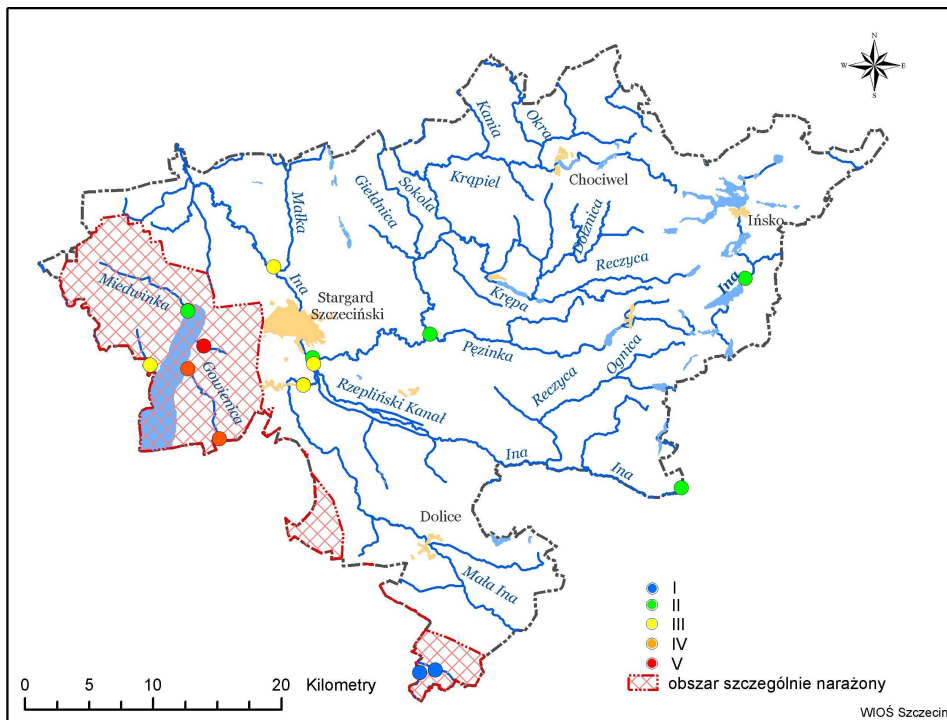 N
W
E
S
Kania
Okra
Chociwel
Krąpiel
Sokola
Giełdnica
Małka
Dołżnica
Ińsko
Reczyca
Miedwinka
Ina
Ina
Krępa
Stargard
Szczeciński
Pęzinka
Ognica
Reczyca
Gowienica
Rzepliński Kanał
Ina
Ina
Dolice
Mała Ina
I
II
III
IV
V
obszar szczególnie narażony
0 5 10 20 Kilometry
WIOŚ Szczecin